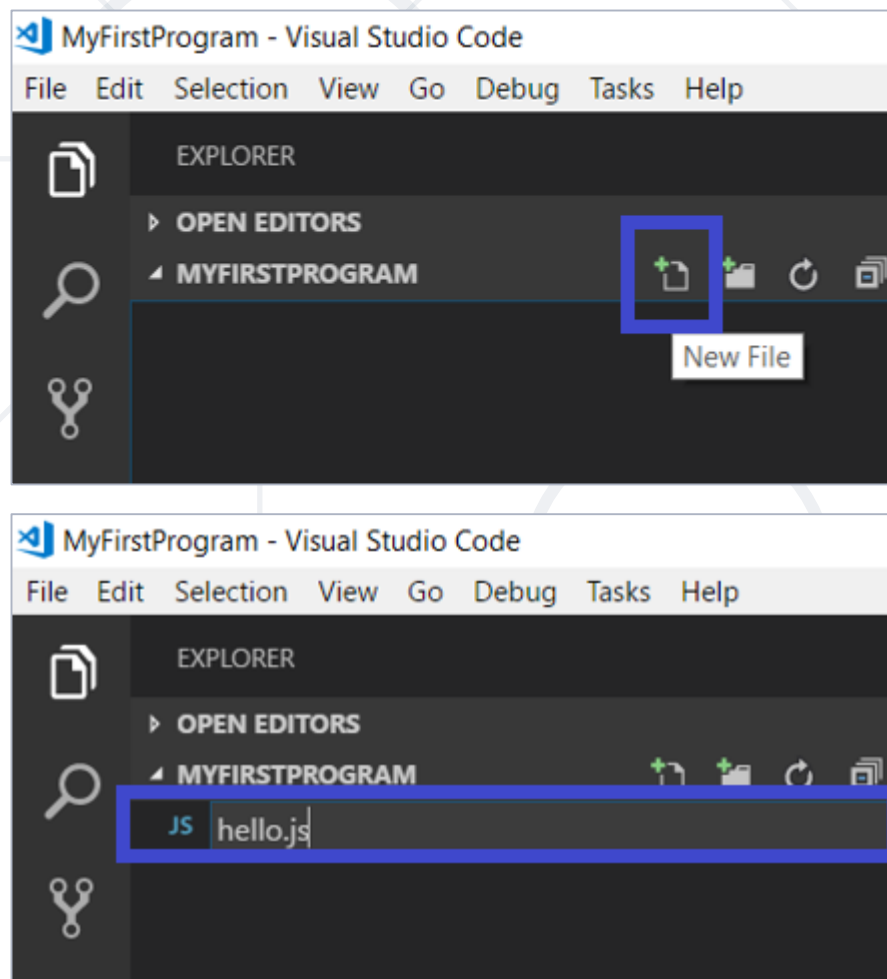 MyFirstProgram - Visual Studio Code
File Edit Selection View Go Debug Tasks Help
EXPLORER
OPEN EDITORS
MYFIRSTPROGRAM
New File
MyFirstProgram - Visual Studio Code
File Edit Selection View Go Debug Tasks Help
EXPLORER
OPEN EDITORS
MYFIRSTPROGRAM
JS hello.js